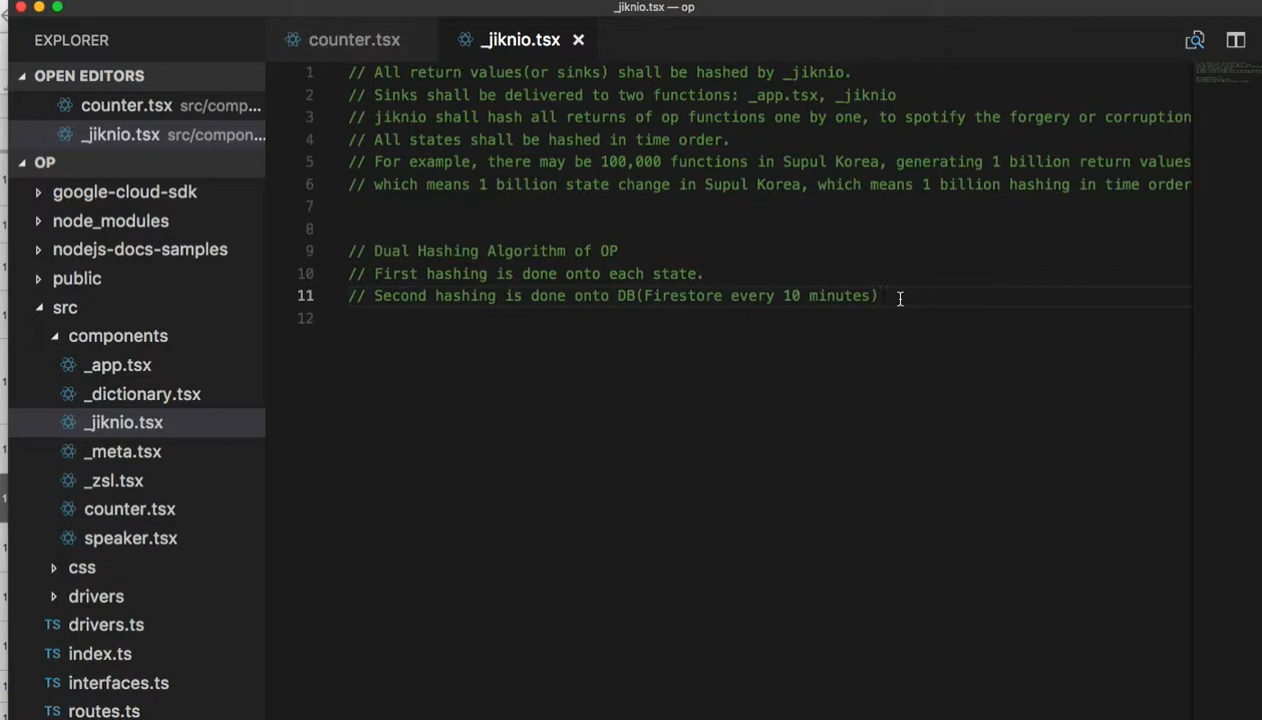 _jiknio.tsx — op
EXPLORER
counter.tsx
_jiknio.tsx
OPEN EDITORS
counter.tsx src/comp...
_jiknio.tsx src/compon...
OP
google-cloud-sdk
node_modules
nodejs-docs-samples
public
src
components
_app.tsx
_dictionary.tsx
_jiknio.tsx
_meta.tsx
_zsl.tsx
counter.tsx
speaker.tsx
css
drivers
TS drivers.ts
TS index.ts
TS interfaces.ts
TS routes.ts
1 // All return values(or sinks) shall be hashed by _jiknio.
2 // Sinks shall be delivered to two functions: _app.tsx, _jiknio
3 // jiknio shall hash all returns of op functions one by one, to spotify the forgery or corruption
4 // All states shall be hashed in time order.
5 // For example, there may be 100,000 functions in Supul Korea, generating 1 billion return values
6 // which means 1 billion state change in Supul Korea, which means 1 billion hashing in time order
7
8
9 // Dual Hashing Algorithm of OP
10 // First hashing is done onto each state.
11 // Second hashing is done onto DB(Firestore every 10 minutes)
12